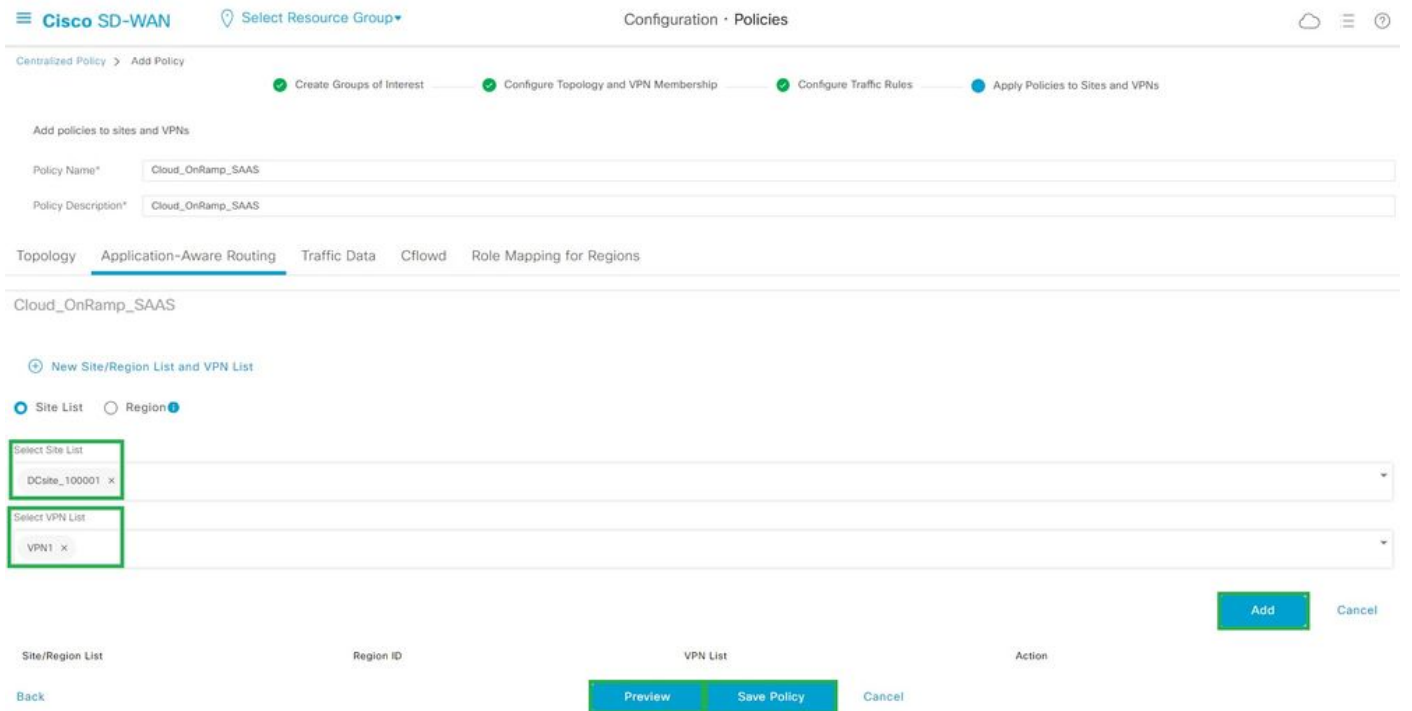 Cisco SD-WAN Select Resource Group Configuration · Policies
Centralized Policy > Add Policy
Create Groups of Interest Configure Topology and VPN Membership Configure Traffic Rules Apply Policies to Sites and VPNs
Add policies to sites and VPNs
Policy Name* Cloud_OnRamp_SAAS
Policy Description* Cloud_OnRamp_SAAS
Topology Application-Aware Routing Traffic Data Cflowd Role Mapping for Regions
Cloud_OnRamp_SAAS
New Site/Region List and VPN List
Site List Region
Select Site List
DCsite_100001 ×
Select VPN List
VPN1 ×
Add Cancel
Site/Region List Region ID VPN List Action
Back Preview Save Policy Cancel